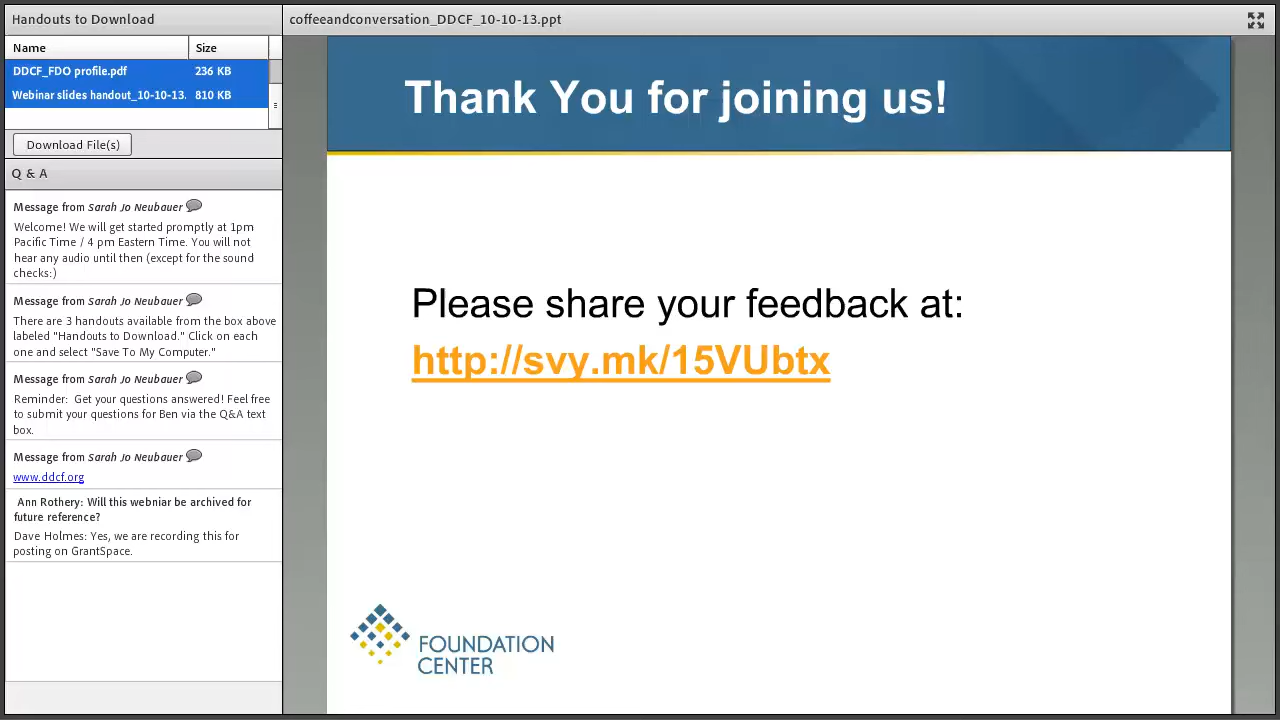 Handouts to Download
Name Size
DDCF_FDO profile.pdf 236 KB
Webinar slides handout_10-10-13. 810 KB
Download File(s)
Q & A
Message from Sarah Jo Neubauer
Welcome! We will get started promptly at 1pm
Pacific Time / 4 pm Eastern Time. You will not
hear any audio until then (except for the sound
checks:)
Message from Sarah Jo Neubauer
There are 3 handouts available from the box above
labeled "Handouts to Download." Click on each
one and select "Save To My Computer."
Message from Sarah Jo Neubauer
Reminder:  Get your questions answered! Feel free
to submit your questions for Ben via the Q&A text
box.
Message from Sarah Jo Neubauer
www.ddcf.org
Ann Rothery: Will this webniar be archived for
future reference?
Dave Holmes: Yes, we are recording this for
posting on GrantSpace.
coffeeandconversation_DDCF_10-10-13.ppt
Thank You for joining us!
Please share your feedback at:
http://svy.mk/15VUbtx
FOUNDATION
CENTER